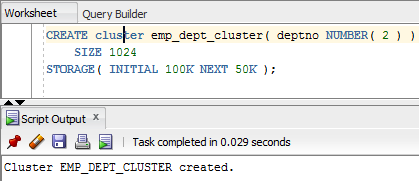 Worksheet Query Builder
CREATE cluster emp_dept_cluster( deptno NUMBER( 2 ) )
SIZE 1024
STORAGE( INITIAL 100K NEXT 50K );
Script Output x
Task completed in 0.029 seconds
Cluster EMP_DEPT_CLUSTER created.